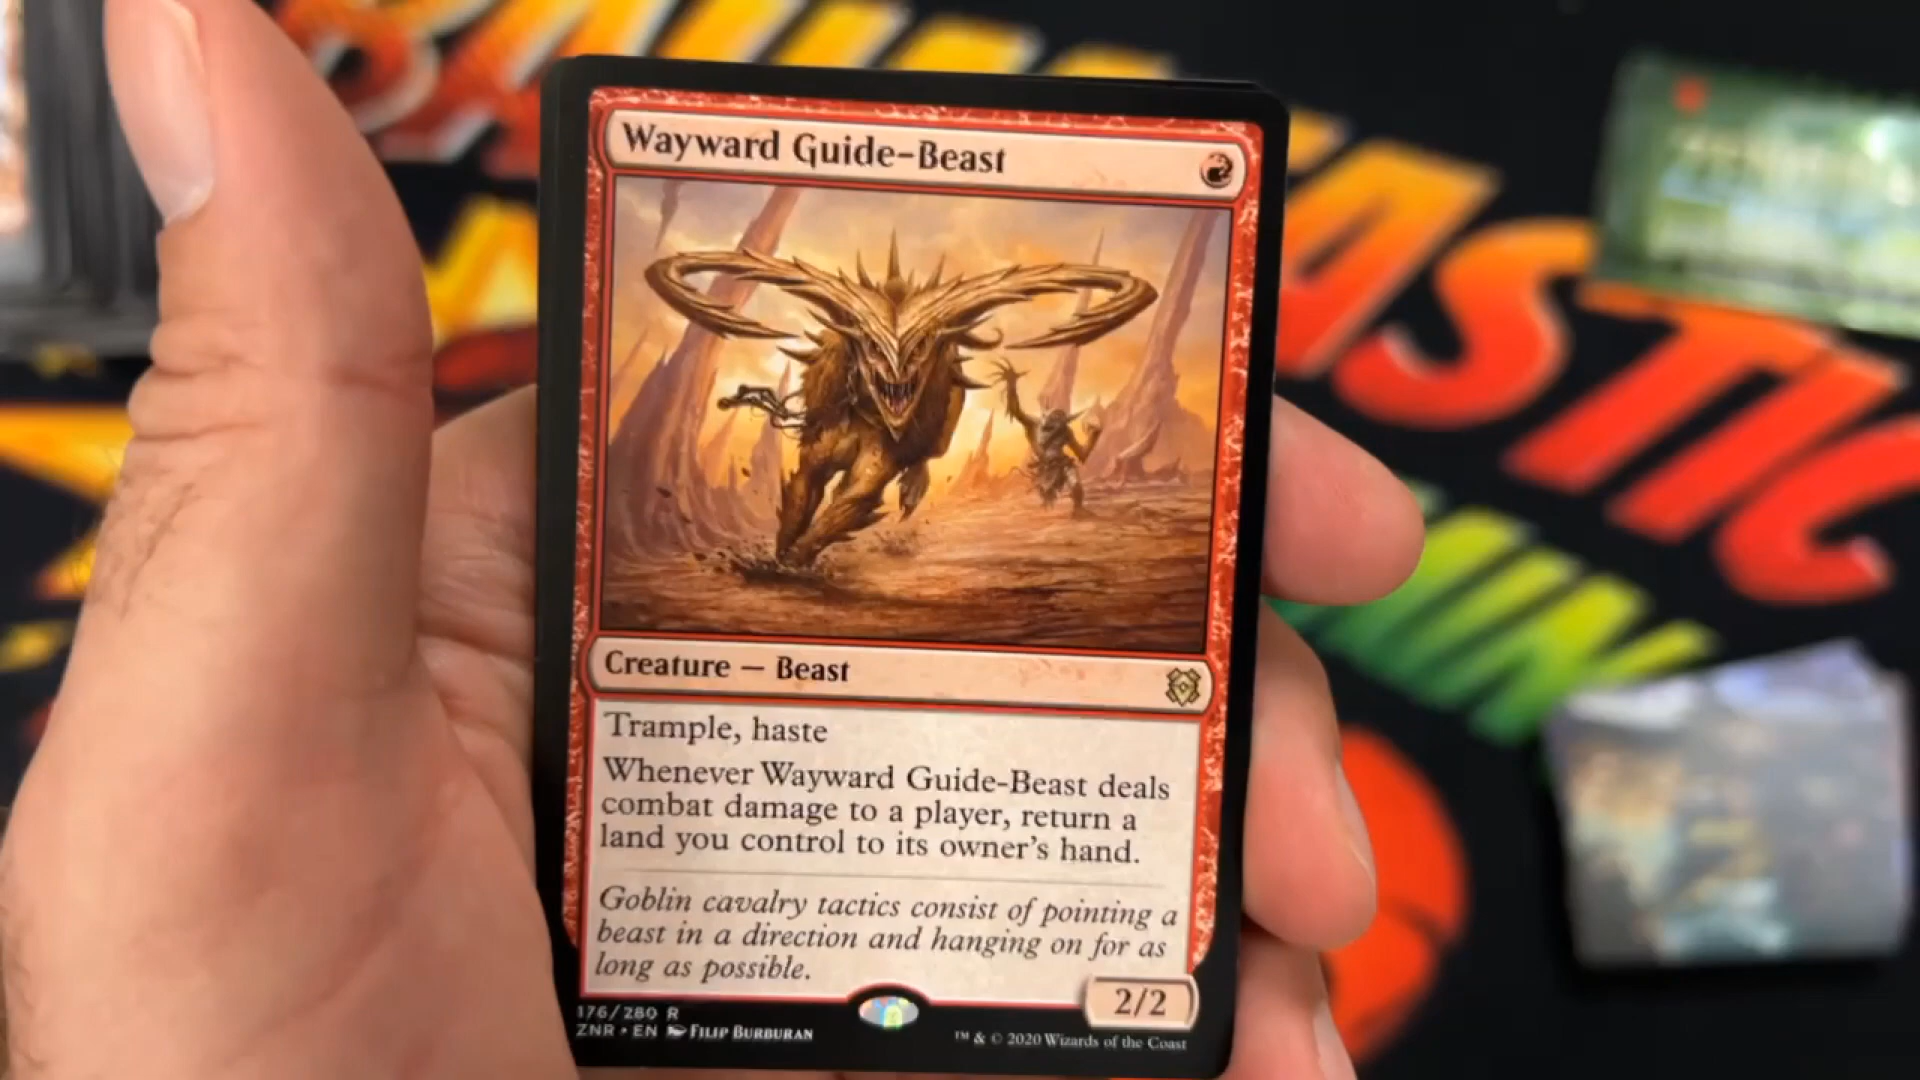 ASTIC
Wayward Guide-Beast
Creature — Beast
Trample, haste
Whenever Wayward Guide-Beast deals
combat damage to a player, return a
land you control to its owner's hand.
Goblin cavalry tactics consist of pointing a
beast in a direction and hanging on for as
long as possible.
2/2
176/280 R
ZNR • EN FILIP BURBURAN
™ & © 2020 Wizards of the Coast